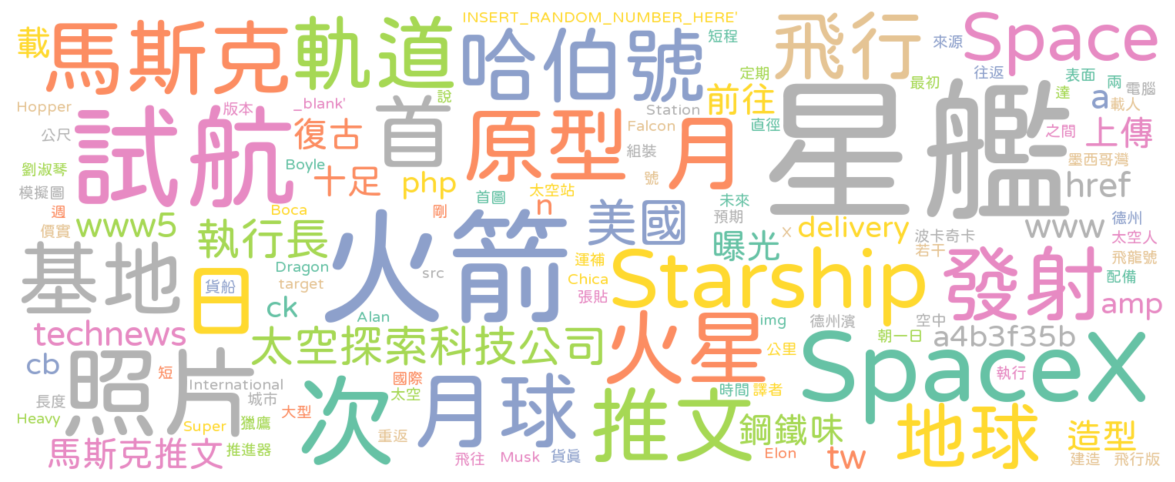 INSERT_RANDOM_NUMBER_HERE'
載
馬斯克
軌道
哈伯號
短程
飛行
來源
Space
定期
最初
往返
表面
兩
電腦
Hopper
版本
_blank'
說
首
原型
月
Station
前往
星艦
達
a
載人
公尺
試航
復古
Falcon
直徑
組裝
之間
上傳
劉淑琴
Boyle
十足
php
號
墨西哥灣
href
模擬圖
首圖
太空站
未來
週
價實
www5
執行長
Boca
剛
火箭
n
美國
預期
x
delivery
www
德州
波卡奇卡
太空人
若干
飛龍號
曝光
基地
日
貨船
Dragon
target
src
運補
Chica
張貼
Starship
發射
配備
amp
ck
Alan
technews
太空探索科技公司
火星
img
德州濱
空中
朝一日
a4b3f35b
公里
SpaceX
執行
cb
照片
短
International
城市
長度
次
國際
太空
月球
時間
譯者
推文
鋼鐵味
地球
造型
Heavy
Super
獵鷹
大型
重返
馬斯克推文
推進器
飛往
Musk
貨真
Elon
tw
建造
飛行版